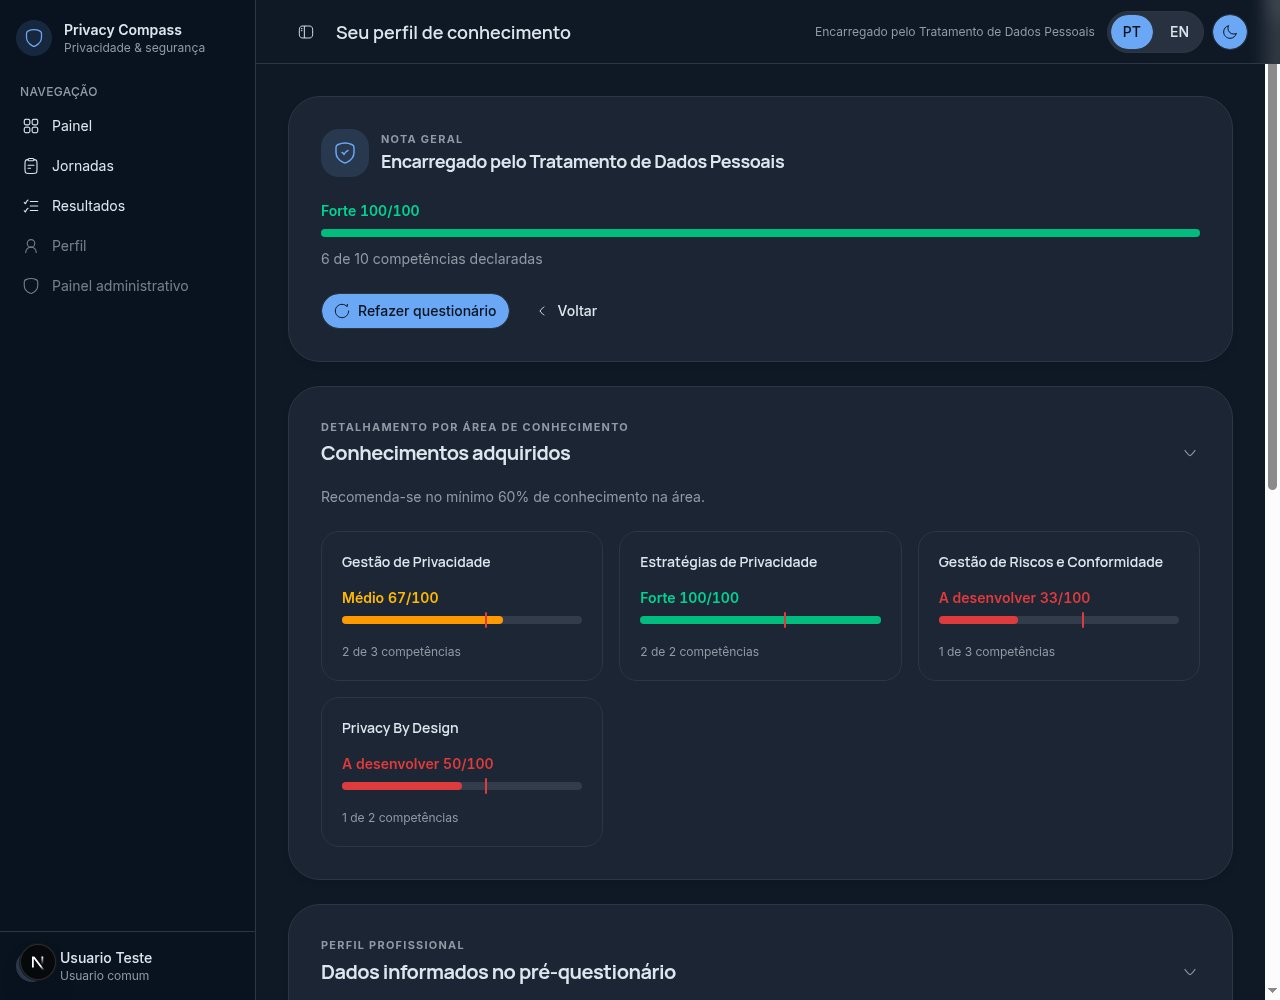 Privacy Compass
Privacidade & segurança
NAVEGAÇÃO
Painel
Jornadas
Resultados
Perfil
Painel administrativo
N
Usuario Teste
Usuario comum
Seu perfil de conhecimento
Encarregado pelo Tratamento de Dados Pessoais
PT
EN
NOTA GERAL
Encarregado pelo Tratamento de Dados Pessoais
Forte 100/100
6 de 10 competências declaradas
Refazer questionário
Voltar
DETALHAMENTO POR ÁREA DE CONHECIMENTO
Conhecimentos adquiridos
Recomenda-se no mínimo 60% de conhecimento na área.
Gestão de Privacidade
Médio 67/100
2 de 3 competências
Estratégias de Privacidade
Forte 100/100
2 de 2 competências
Gestão de Riscos e Conformidade
A desenvolver 33/100
1 de 3 competências
Privacy By Design
A desenvolver 50/100
1 de 2 competências
PERFIL PROFISSIONAL
Dados informados no pré-questionário